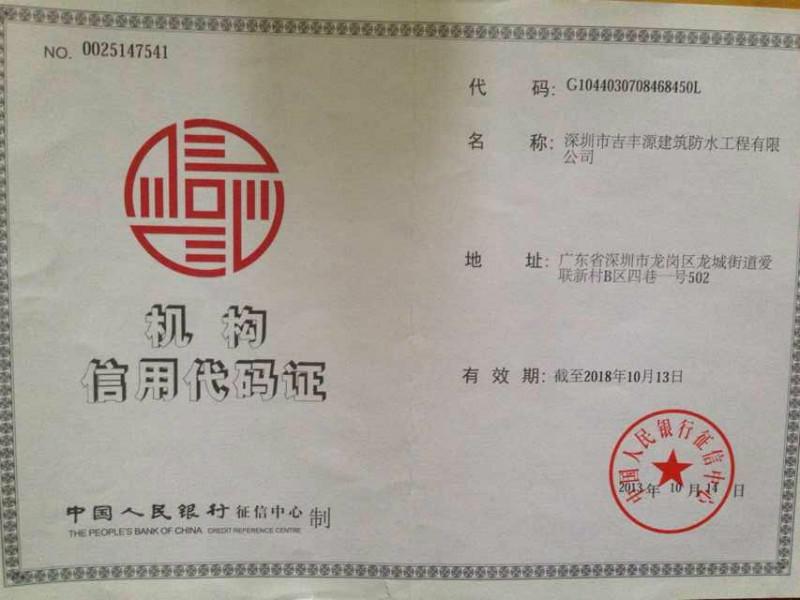 NO. 0025147541
机构
信用代码证
中国人民银行征信中心 制
THE PEOPLE'S BANK OF CHINA CREDIT REFERENCE CENTRE
代 码: G1044030708468450L
名 称: 深圳市吉丰源建筑防水工程有限
公司
地 址: 广东省深圳市龙岗区龙城街道爱
联新村B区四巷一号502
有 效 期: 截至2018年10月13日
中国人民银行征信中心
2013年 10 月 14 日